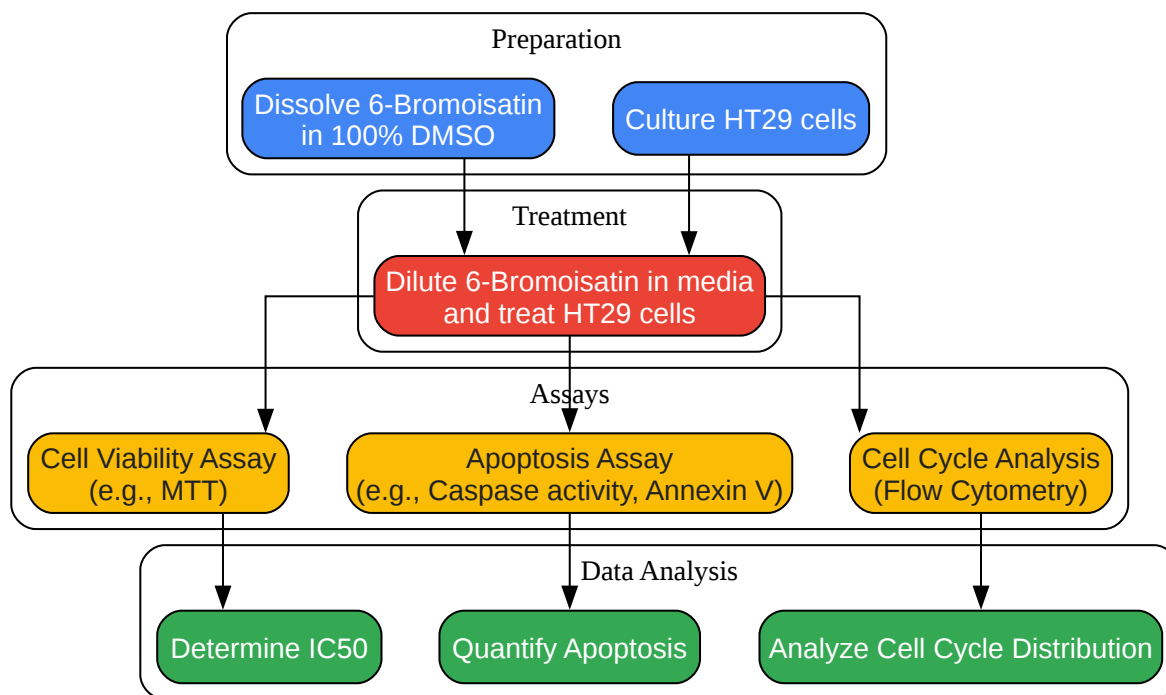 Preparation
Dissolve 6-Bromoisatin
in 100% DMSO
Culture HT29 cells
Treatment
Dilute 6-Bromoisatin in media
and treat HT29 cells
Assays
Cell Viability Assay
(e.g., MTT)
Apoptosis Assay
(e.g., Caspase activity, Annexin V)
Cell Cycle Analysis
(Flow Cytometry)
Data Analysis
Determine IC50
Quantify Apoptosis
Analyze Cell Cycle Distribution